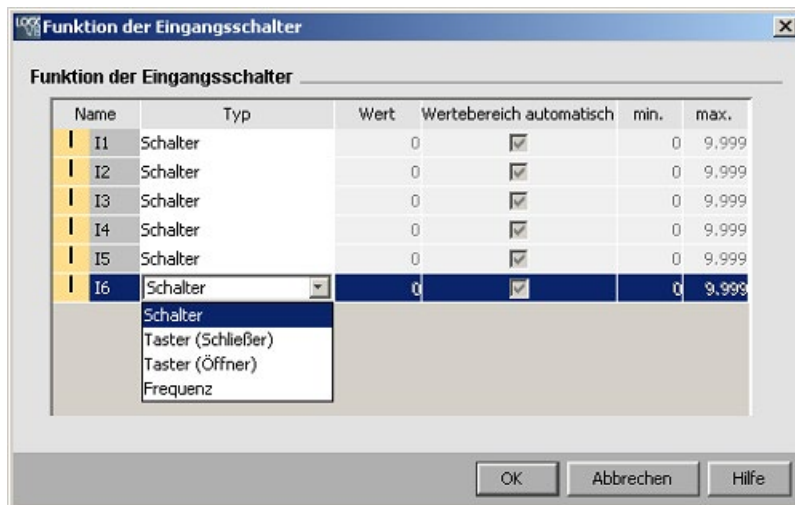 Funktion der Eingangsschalter
Funktion der Eingangsschalter
Name Typ Wert Wertebereich automatisch min. max.
I I1 Schalter 0 0 9.999
I I2 Schalter 0 0 9.999
I I3 Schalter 0 0 9.999
I I4 Schalter 0 0 9.999
I I5 Schalter 0 0 9.999
I I6 Schalter 0 0 9.999
Schalter
Taster (Schließer)
Taster (Öffner)
Frequenz
OK Abbrechen Hilfe